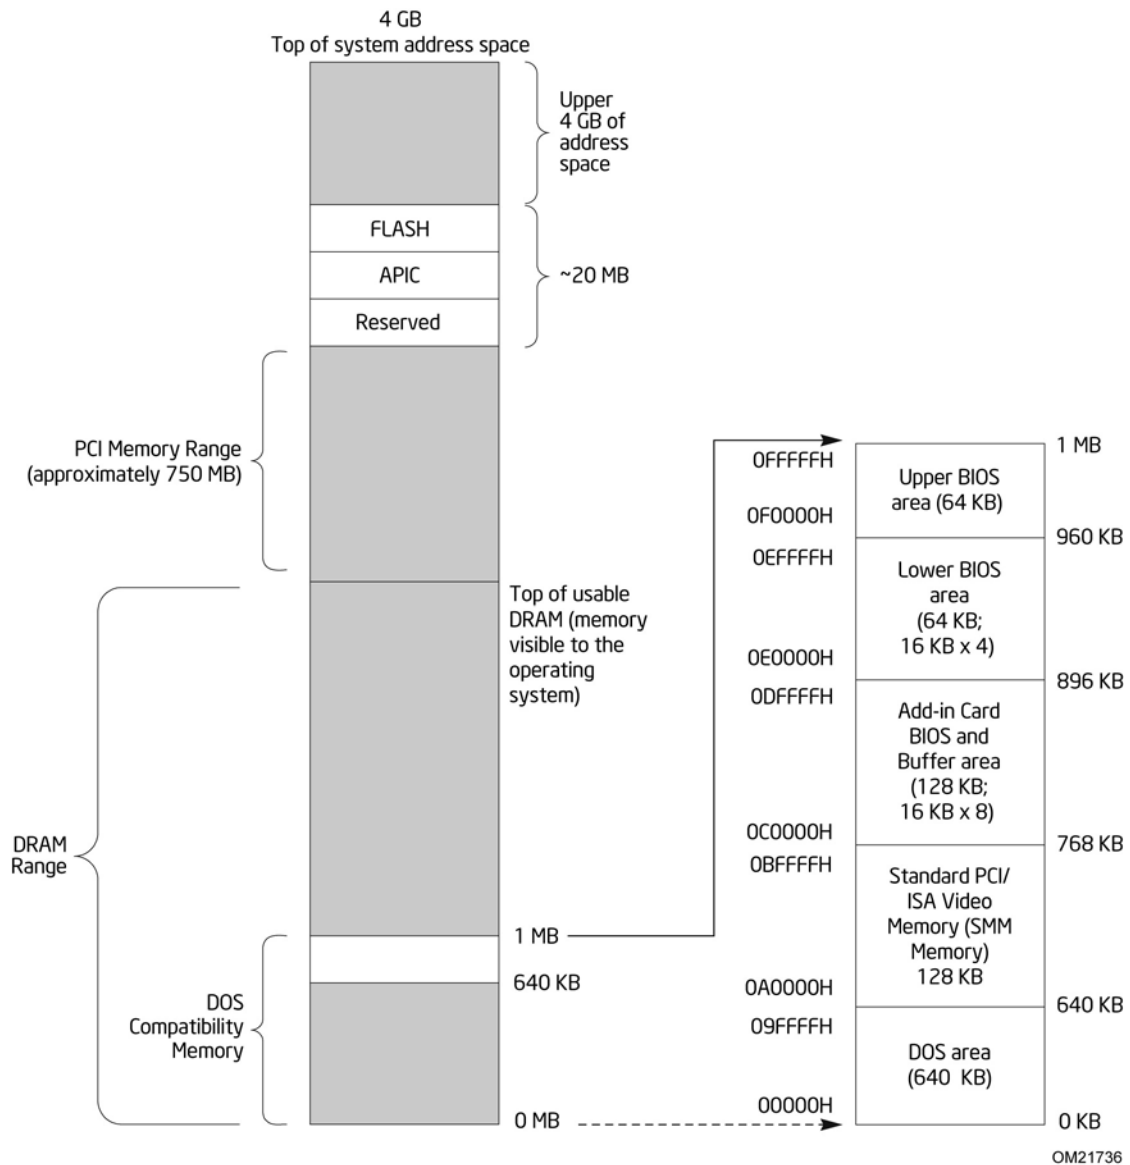 4 GB
Top of system address space
Upper
4 GB of
address
space
FLASH
APIC
~20 MB
Reserved
PCI Memory Range
(approximately 750 MB)
Top of usable
DRAM (memory
visible to the
operating
system)
DRAM
Range
1 MB
640 KB
DOS
Compatibility
Memory
0 MB
1 MB
0FFFFFH
Upper BIOS
area (64 KB)
0F0000H
960 KB
0EFFFFH
Lower BIOS
area
(64 KB;
16 KB x 4)
0E0000H
896 KB
0DFFFFH
Add-in Card
BIOS and
Buffer area
(128 KB;
16 KB x 8)
0C0000H
768 KB
0BFFFFH
Standard PCI/
ISA Video
Memory (SMM
Memory)
128 KB
0A0000H
640 KB
09FFFFH
DOS area
(640 KB)
00000H
0 KB
OM21736